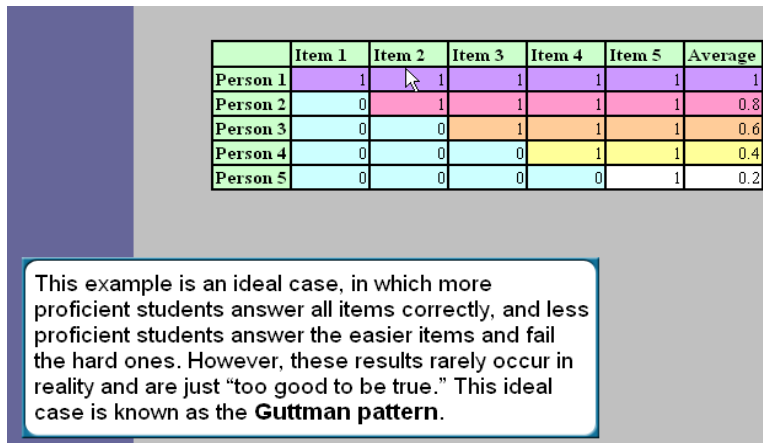 Item 1 Item 2 Item 3 Item 4 Item 5 Average
Person 1 1 1 1 1 1 1
Person 2 0 1 1 1 1 0.8
Person 3 0 0 1 1 1 0.6
Person 4 0 0 0 1 1 0.4
Person 5 0 0 0 0 1 0.2
This example is an ideal case, in which more
proficient students answer all items correctly, and less
proficient students answer the easier items and fail
the hard ones. However, these results rarely occur in
reality and are just “too good to be true.” This ideal
case is known as the Guttman pattern.